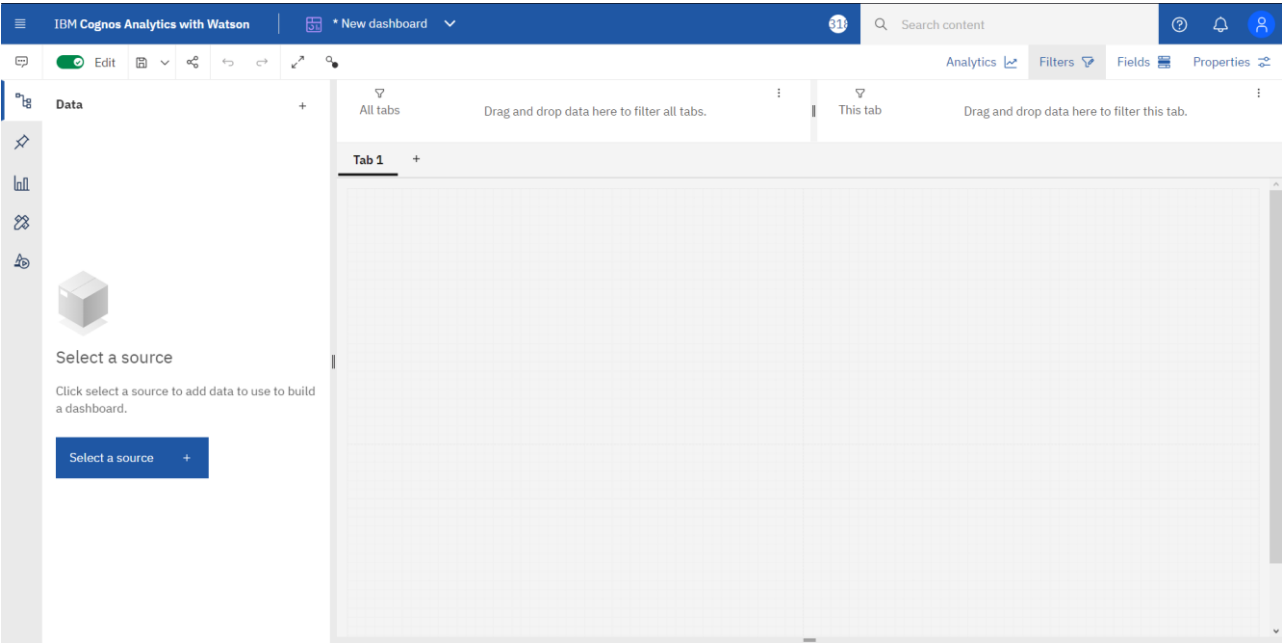 IBM Cognos Analytics with Watson
* New dashboard
Search content
Edit
Analytics
Filters
Fields
Properties
Data
All tabs
Drag and drop data here to filter all tabs.
This tab
Drag and drop data here to filter this tab.
Tab 1
Select a source
Click select a source to add data to use to build
a dashboard.
Select a source